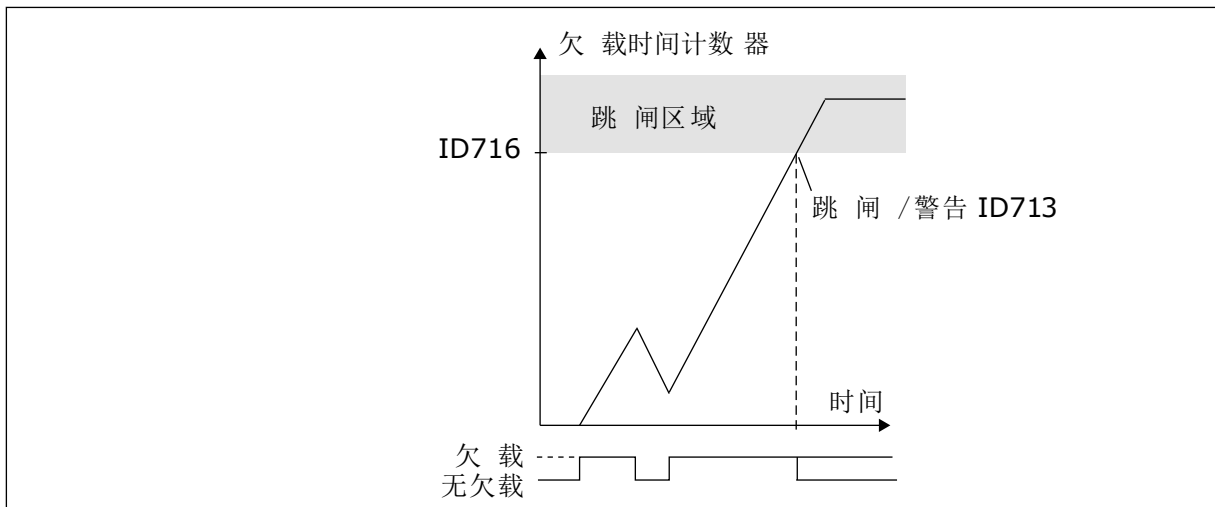 欠 载时间计数 器
跳 闸区域
ID716
跳 闸 /警告 ID713
时间
欠 载
无欠载